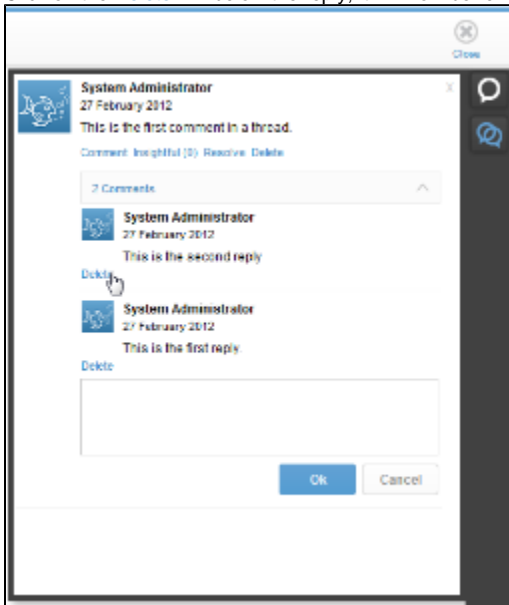 Close
System Administrator
X
27 February 2012
This is the first comment in a thread.
Comment Insightful (0) Resolve Delete
2 Comments
System Administrator
27 February 2012
This is the second reply
Delete
System Administrator
27 February 2012
This is the first reply.
Delete
Ok Cancel